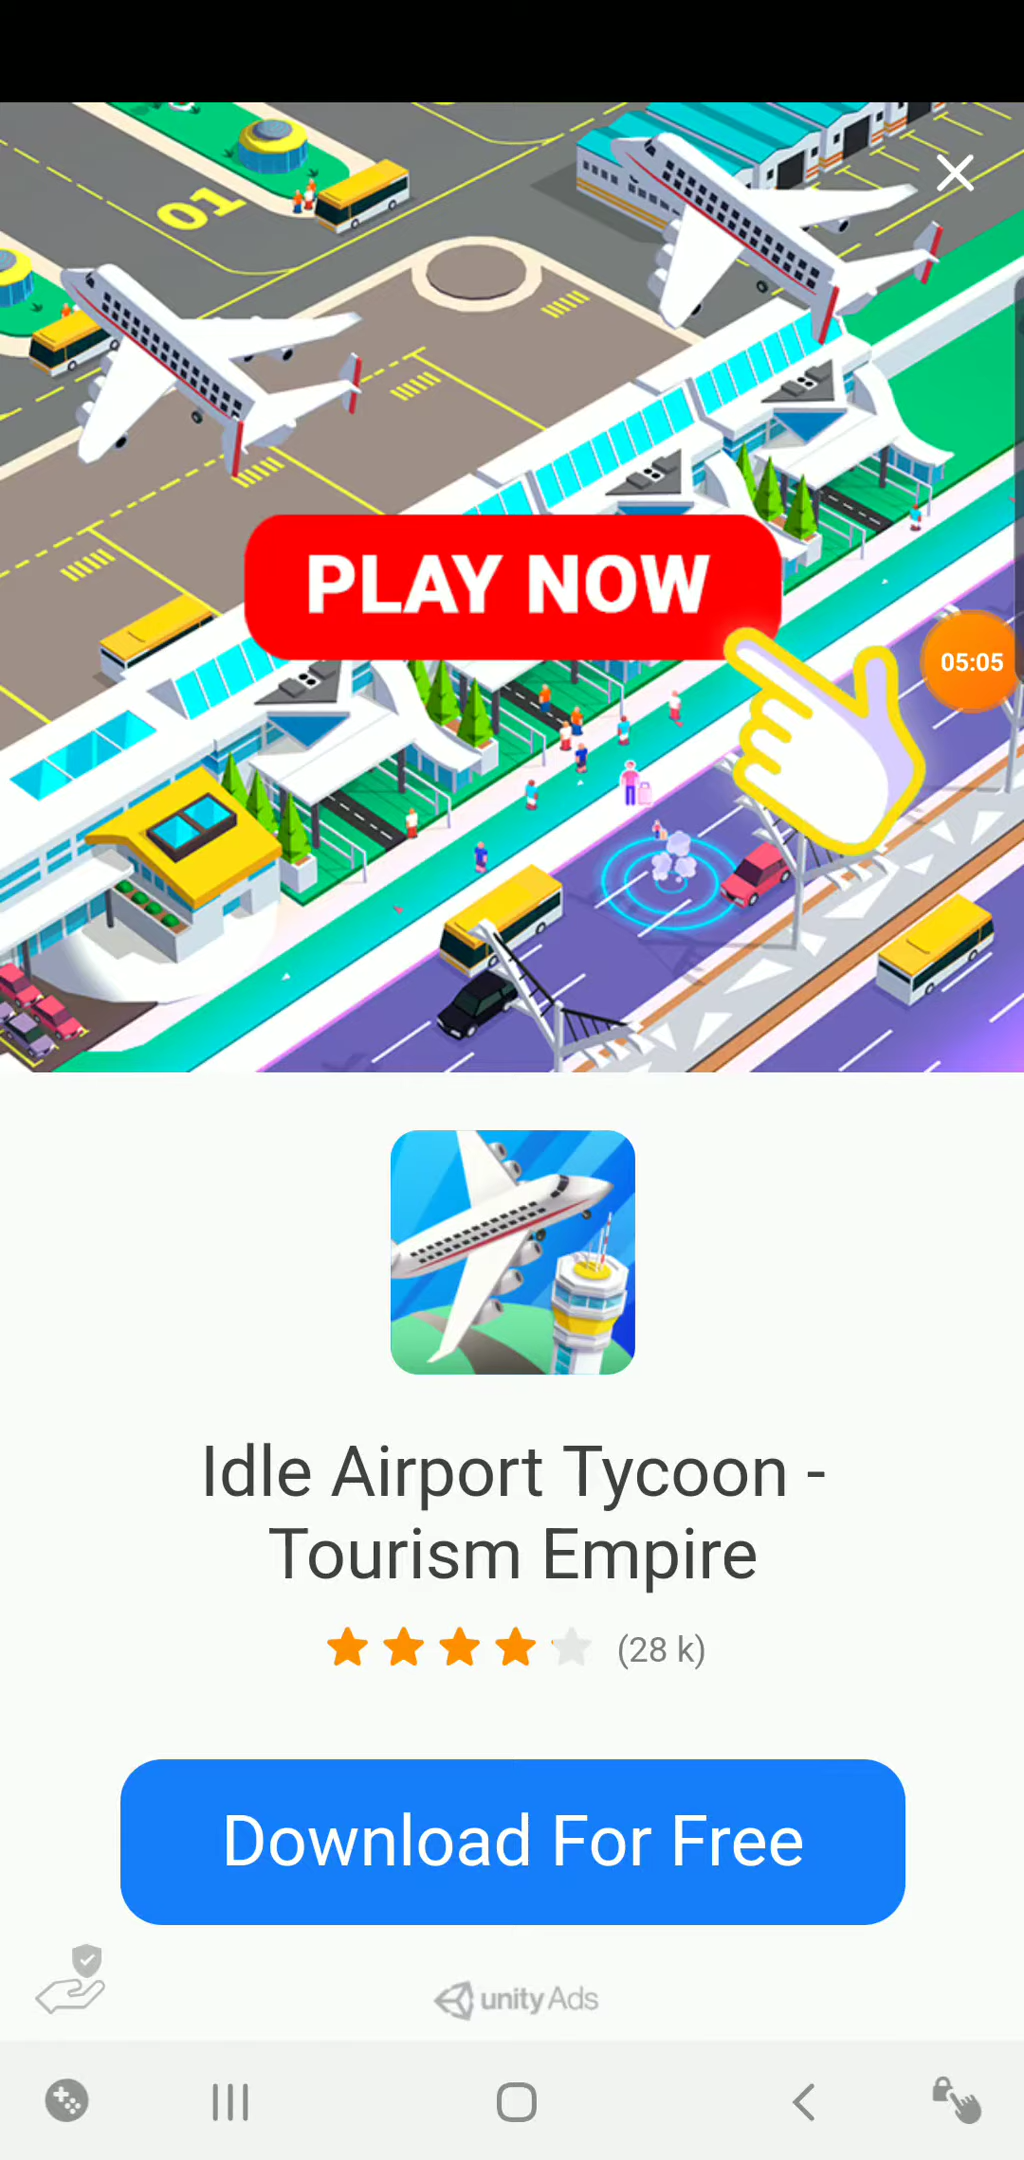 01
PLAY NOW
05:05
Idle Airport Tycoon -
Tourism Empire
(28 k)
Download For Free
unity Ads